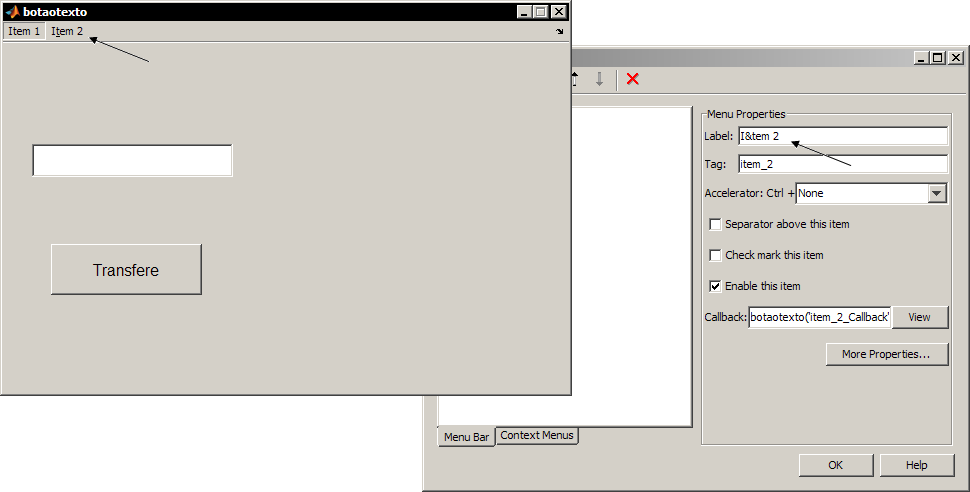 botaotexto
Item 1 Item 2
Transfere
Menu Properties
Label: I&tem 2
Tag: item_2
Accelerator: Ctrl + None
Separator above this item
Check mark this item
Enable this item
Callback: botaotexto('item_2_Callback' View
More Properties...
Menu Bar Context Menus
OK Help